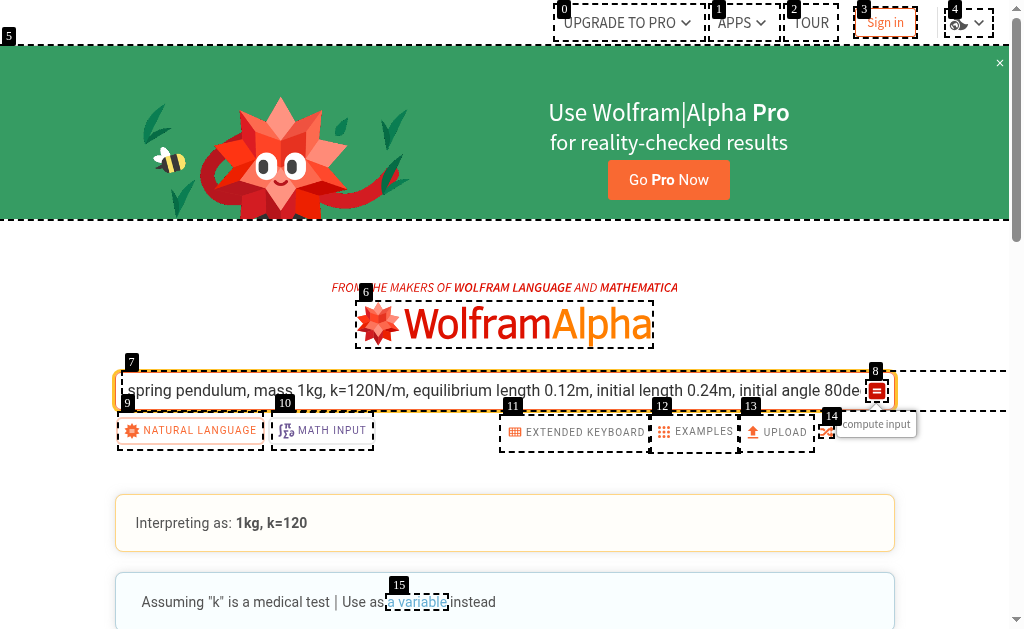 0 UPGRADE TO PRO 1 APPS 2 TOUR 3 Sign in 4
5
×
Use Wolfram|Alpha Pro
for reality-checked results
Go Pro Now
6 FROM THE MAKERS OF WOLFRAM LANGUAGE AND MATHEMATICA
WolframAlpha
7 8
spring pendulum, mass 1kg, k=120N/m, equilibrium length 0.12m, initial length 0.24m, initial angle 80de =
9 10 11 12 13 14
NATURAL LANGUAGE MATH INPUT EXTENDED KEYBOARD EXAMPLES UPLOAD compute input
Interpreting as: 1kg, k=120
15
Assuming "k" is a medical test | Use as a variable instead